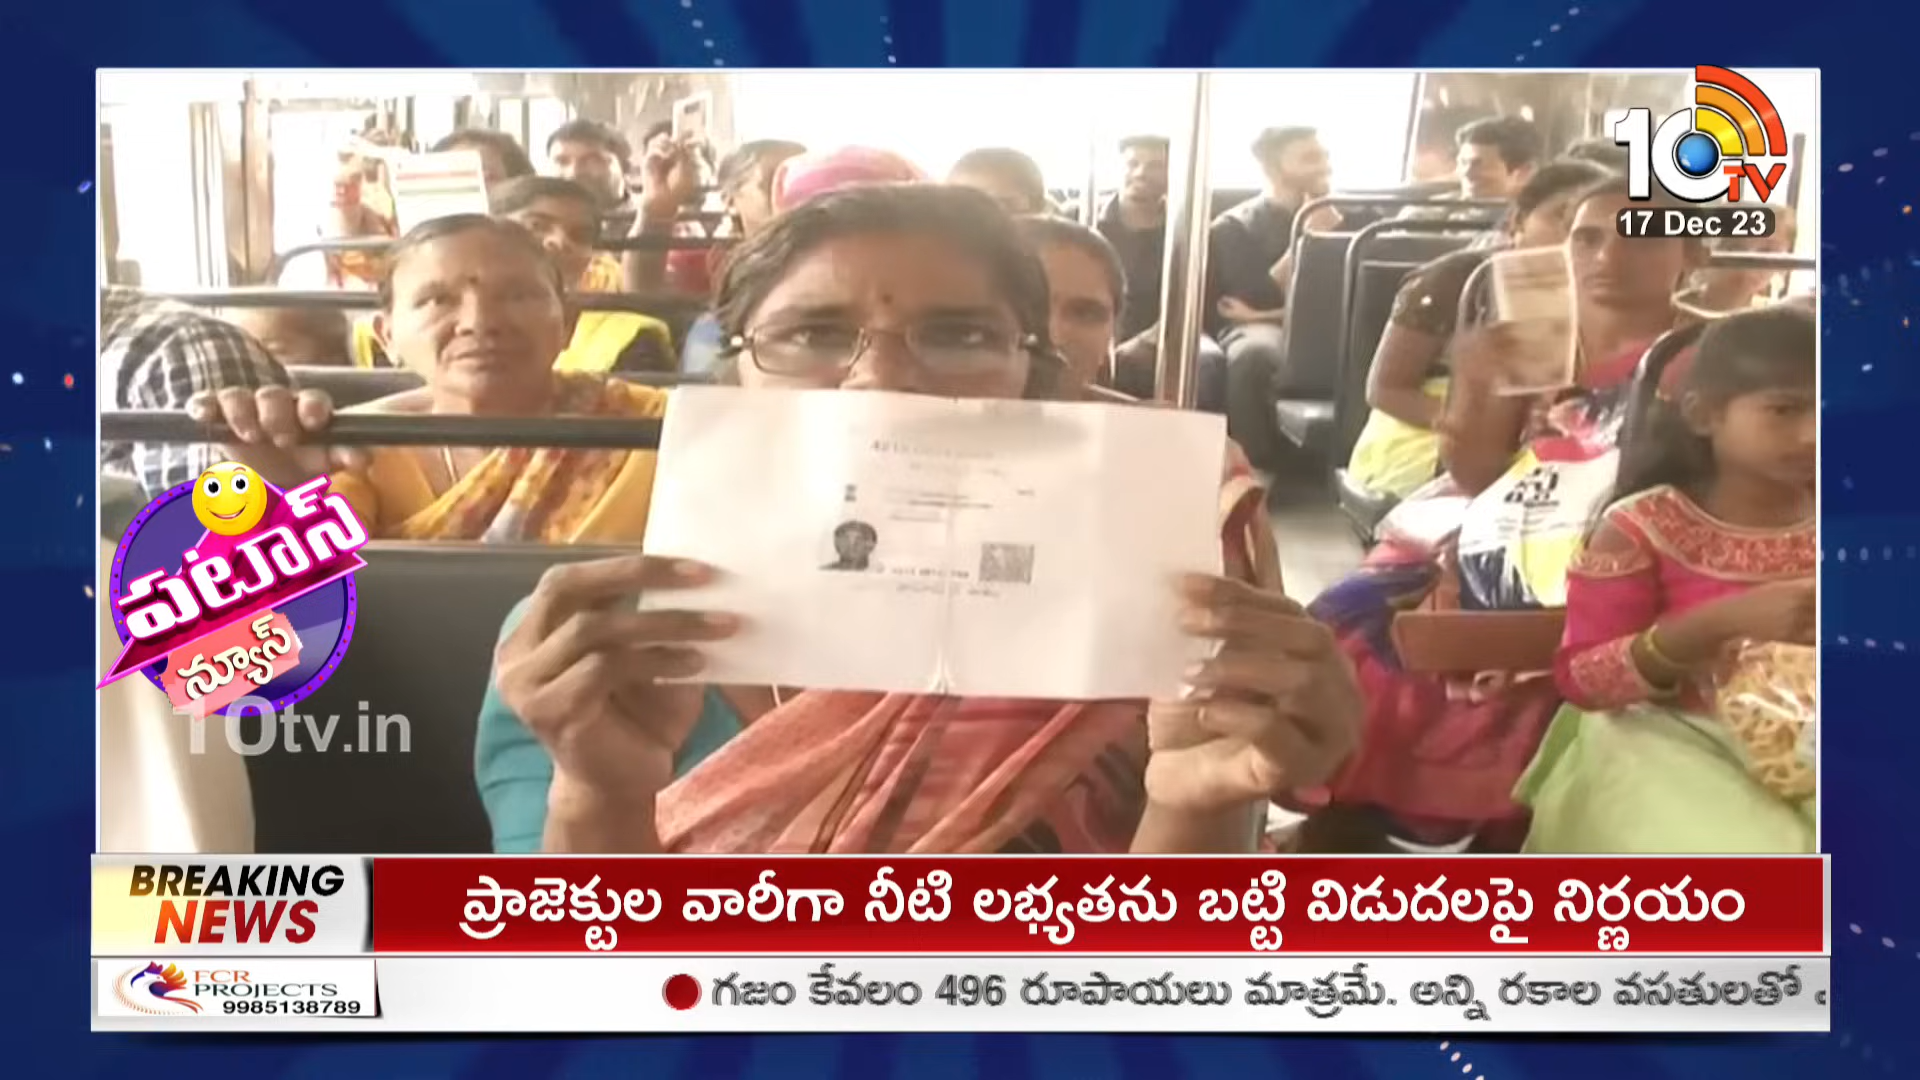 10TV
17 Dec 23
పటాస్
న్యూస్
10tv.in
BREAKING
NEWS
ప్రాజెక్టుల వారీగా నీటి లభ్యతను బట్టి విడుదలపై నిర్ణయం
FCR
PROJECTS
9985138789
గజం కేవలం 496 రూపాయలు మాత్రమే. అన్ని రకాల వసతులతో